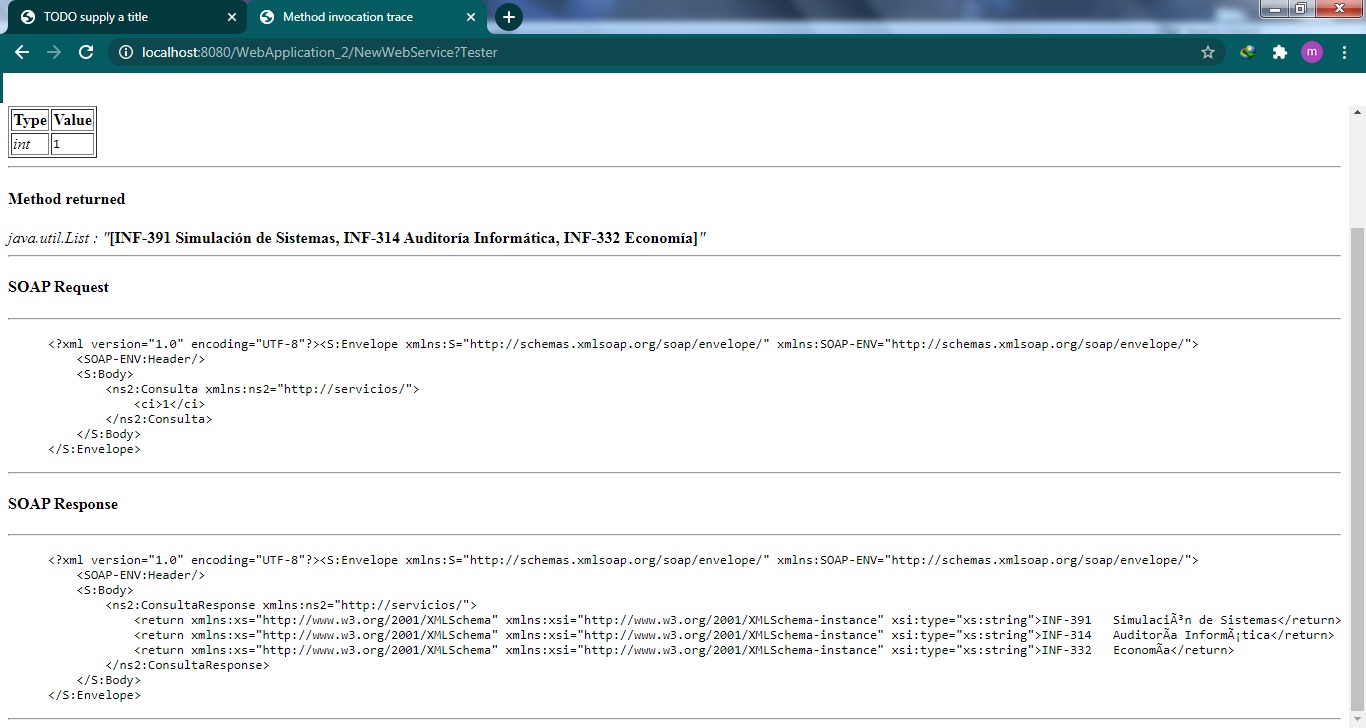 TODO supply a title
Method invocation trace
localhost:8080/WebApplication_2/NewWebService?Tester
m
Type Value
int 1
Method returned
java.util.List : "[INF-391 Simulación de Sistemas, INF-314 Auditoría Informática, INF-332 Economía]"
SOAP Request
<?xml version="1.0" encoding="UTF-8"?><S:Envelope xmlns:S="http://schemas.xmlsoap.org/soap/envelope/" xmlns:SOAP-ENV="http://schemas.xmlsoap.org/soap/envelope/">
<SOAP-ENV:Header/>
<S:Body>
<ns2:Consulta xmlns:ns2="http://servicios/">
<ci>1</ci>
</ns2:Consulta>
</S:Body>
</S:Envelope>
SOAP Response
<?xml version="1.0" encoding="UTF-8"?><S:Envelope xmlns:S="http://schemas.xmlsoap.org/soap/envelope/" xmlns:SOAP-ENV="http://schemas.xmlsoap.org/soap/envelope/">
<SOAP-ENV:Header/>
<S:Body>
<ns2:ConsultaResponse xmlns:ns2="http://servicios/">
<return xmlns:xs="http://www.w3.org/2001/XMLSchema" xmlns:xsi="http://www.w3.org/2001/XMLSchema-instance" xsi:type="xs:string">INF-391 SimulaciÃ³n de Sistemas</return>
<return xmlns:xs="http://www.w3.org/2001/XMLSchema" xmlns:xsi="http://www.w3.org/2001/XMLSchema-instance" xsi:type="xs:string">INF-314 AuditorÃa InformÃ¡tica</return>
<return xmlns:xs="http://www.w3.org/2001/XMLSchema" xmlns:xsi="http://www.w3.org/2001/XMLSchema-instance" xsi:type="xs:string">INF-332 EconomÃa</return>
</ns2:ConsultaResponse>
</S:Body>
</S:Envelope>